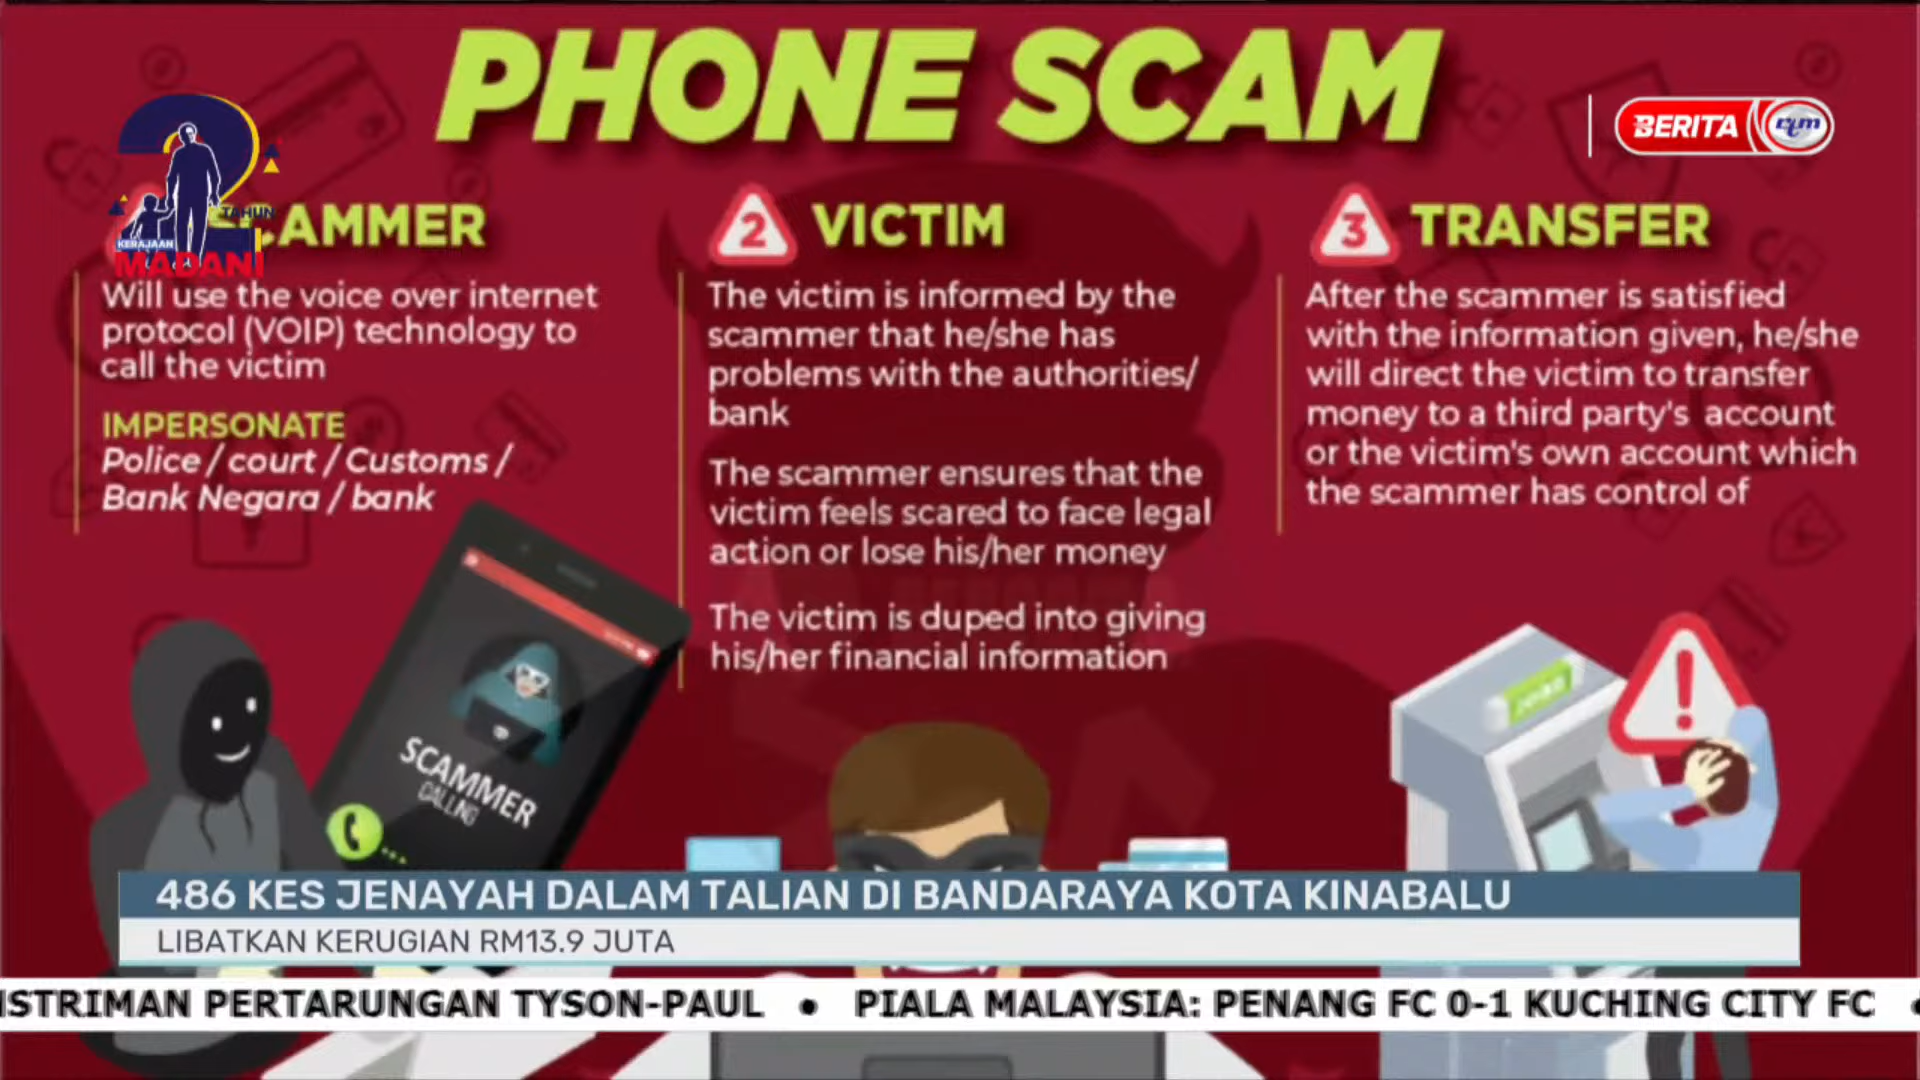 PHONE SCAM
BERITA rtm
TAHUN
KERAJAAN
MADANI
SCAMMER
Will use the voice over internet
protocol (VOIP) technology to
call the victim
IMPERSONATE
Police / court / Customs /
Bank Negara / bank
2 VICTIM
The victim is informed by the
scammer that he/she has
problems with the authorities/
bank
The scammer ensures that the
victim feels scared to face legal
action or lose his/her money
The victim is duped into giving
his/her financial information
3 TRANSFER
After the scammer is satisfied
with the information given, he/she
will direct the victim to transfer
money to a third party's account
or the victim's own account which
the scammer has control of
SCAMMER
!
486 KES JENAYAH DALAM TALIAN DI BANDARAYA KOTA KINABALU
LIBATKAN KERUGIAN RM13.9 JUTA
NSTRIMAN PERTARUNGAN TYSON-PAUL • PIALA MALAYSIA: PENANG FC 0-1 KUCHING CITY FC